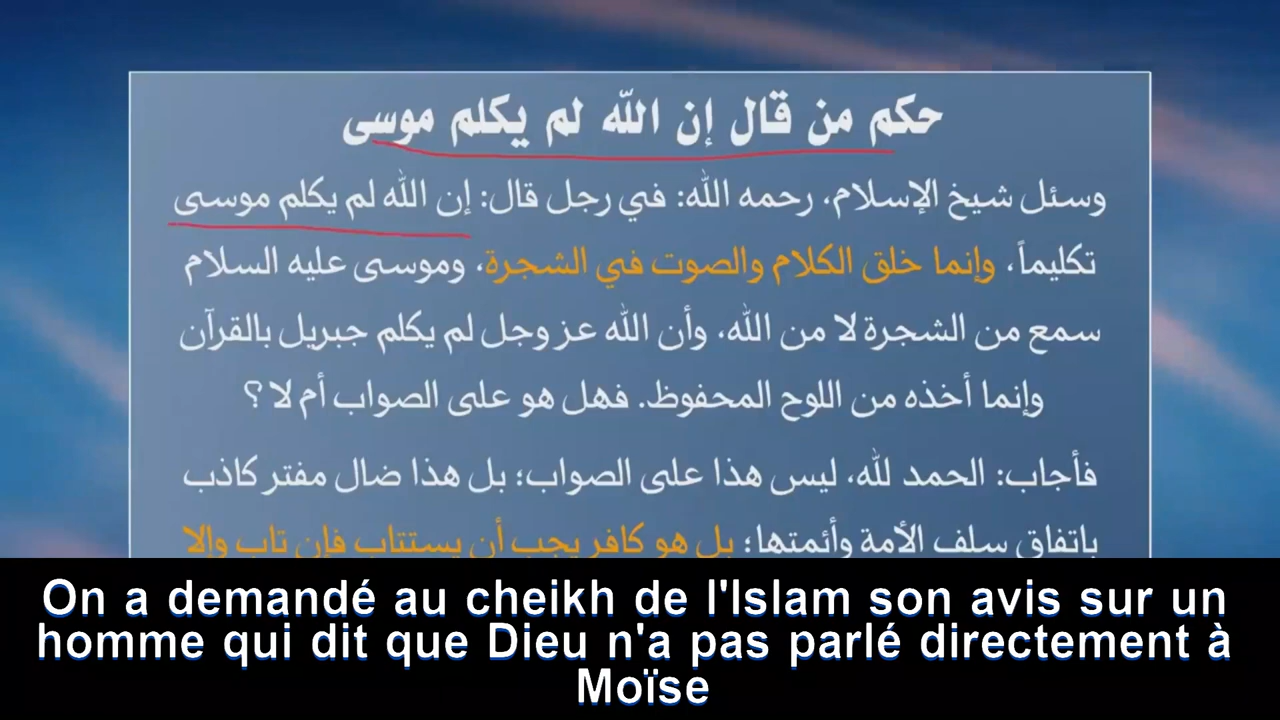 حكم من قال إن الله لم يكلم موسى
وسئل شيخ الإسلام، رحمه الله: في رجل قال: إن الله لم يكلم موسى
تكليماً، وإنما خلق الكلام والصوت في الشجرة، وموسى عليه السلام
سمع من الشجرة لا من الله، وأن الله عز وجل لم يكلم جبريل بالقرآن
وإنما أخذه من اللوح المحفوظ. فهل هو على الصواب أم لا ؟
فأجاب: الحمد لله، ليس هذا على الصواب؛ بل هذا ضال مفتر كاذب
باتفاق سلف الأمة وأئمتها؛ بل هو كافر يجب أن يستتاب فإن تاب وإلا
On a demandé au cheikh de l'Islam son avis sur un
homme qui dit que Dieu n'a pas parlé directement à
Moïse